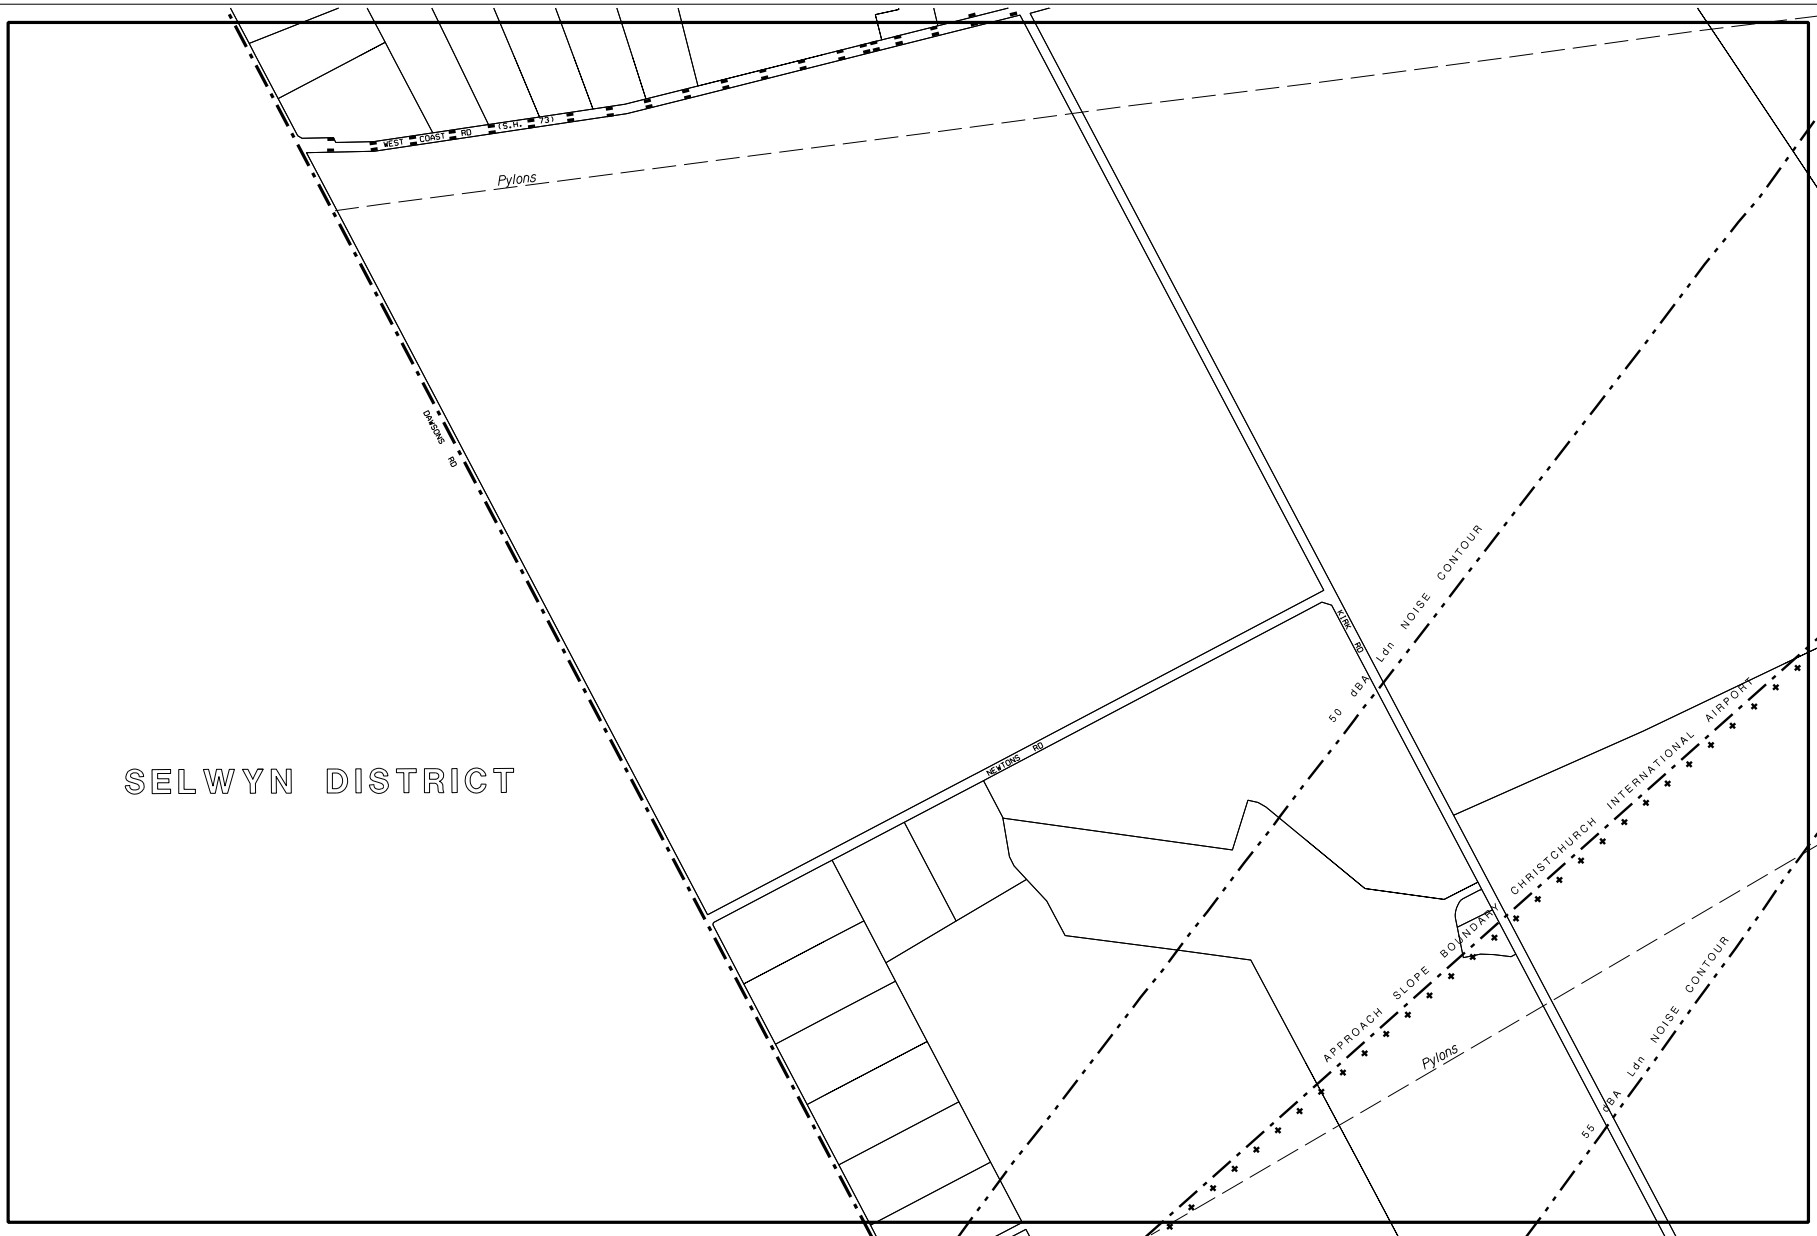 WEST COAST RD (S.H. 73)
Pylons
DAWSONS RD
50 dBA Ldn NOISE CONTOUR
KIRK RD
NEWTONS RD
SELWYN DISTRICT
APPROACH SLOPE BOUNDARY CHRISTCHURCH INTERNATIONAL AIRPORT
Pylons
55 dBA Ldn NOISE CONTOUR